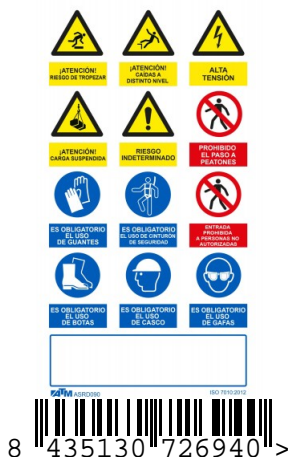 ¡ATENCIÓN!
RIESGO DE TROPEZAR
¡ATENCIÓN!
CAÍDAS A
DISTINTO NIVEL
ALTA
TENSIÓN
¡ATENCIÓN!
CARGA SUSPENDIDA
RIESGO
INDETERMINADO
PROHIBIDO
EL PASO A
PEATONES
ES OBLIGATORIO
EL USO
DE GUANTES
ES OBLIGATORIO
EL USO DE CINTURÓN
DE SEGURIDAD
ENTRADA
PROHIBIDA
A PERSONAS NO
AUTORIZADAS
ES OBLIGATORIO
EL USO
DE BOTAS
ES OBLIGATORIO
EL USO
DE CASCO
ES OBLIGATORIO
EL USO
DE GAFAS
ATM ASRD090
ISO 7010:2012
8 435130 726940 >